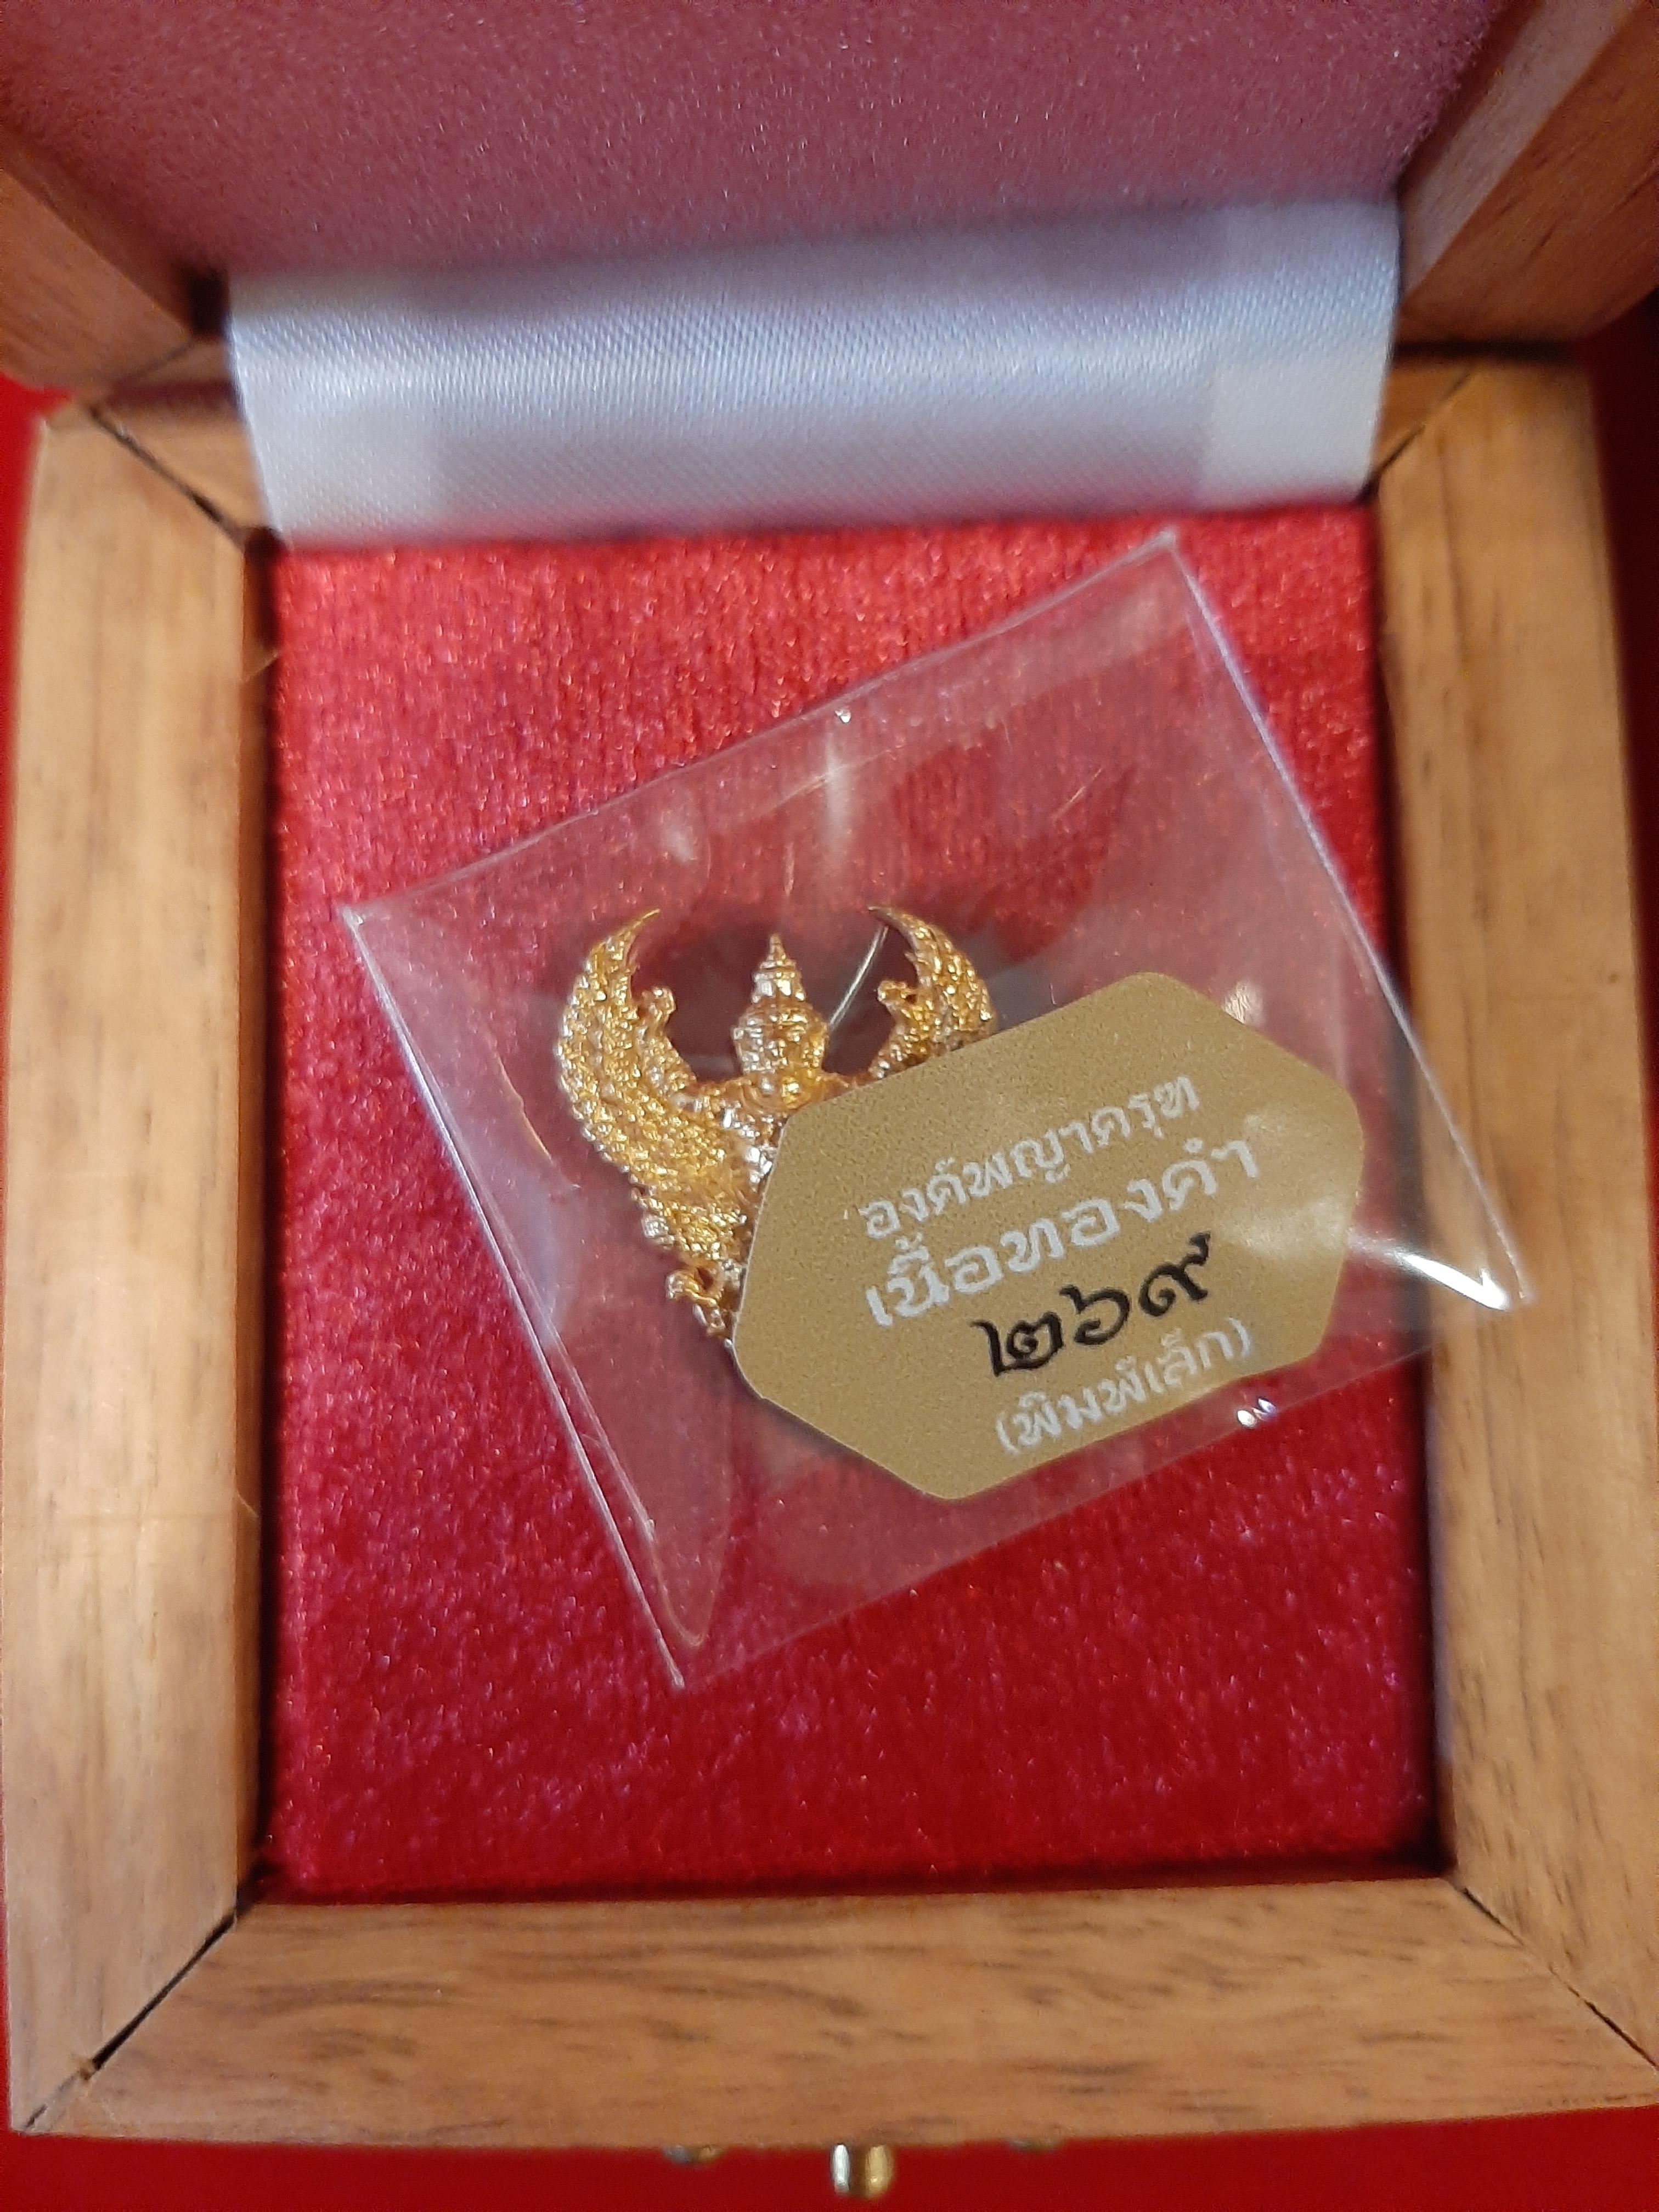 องค์พญาครุฑ
เนื้อทองคำ
๒๖๙
(พิมพ์เล็ก)